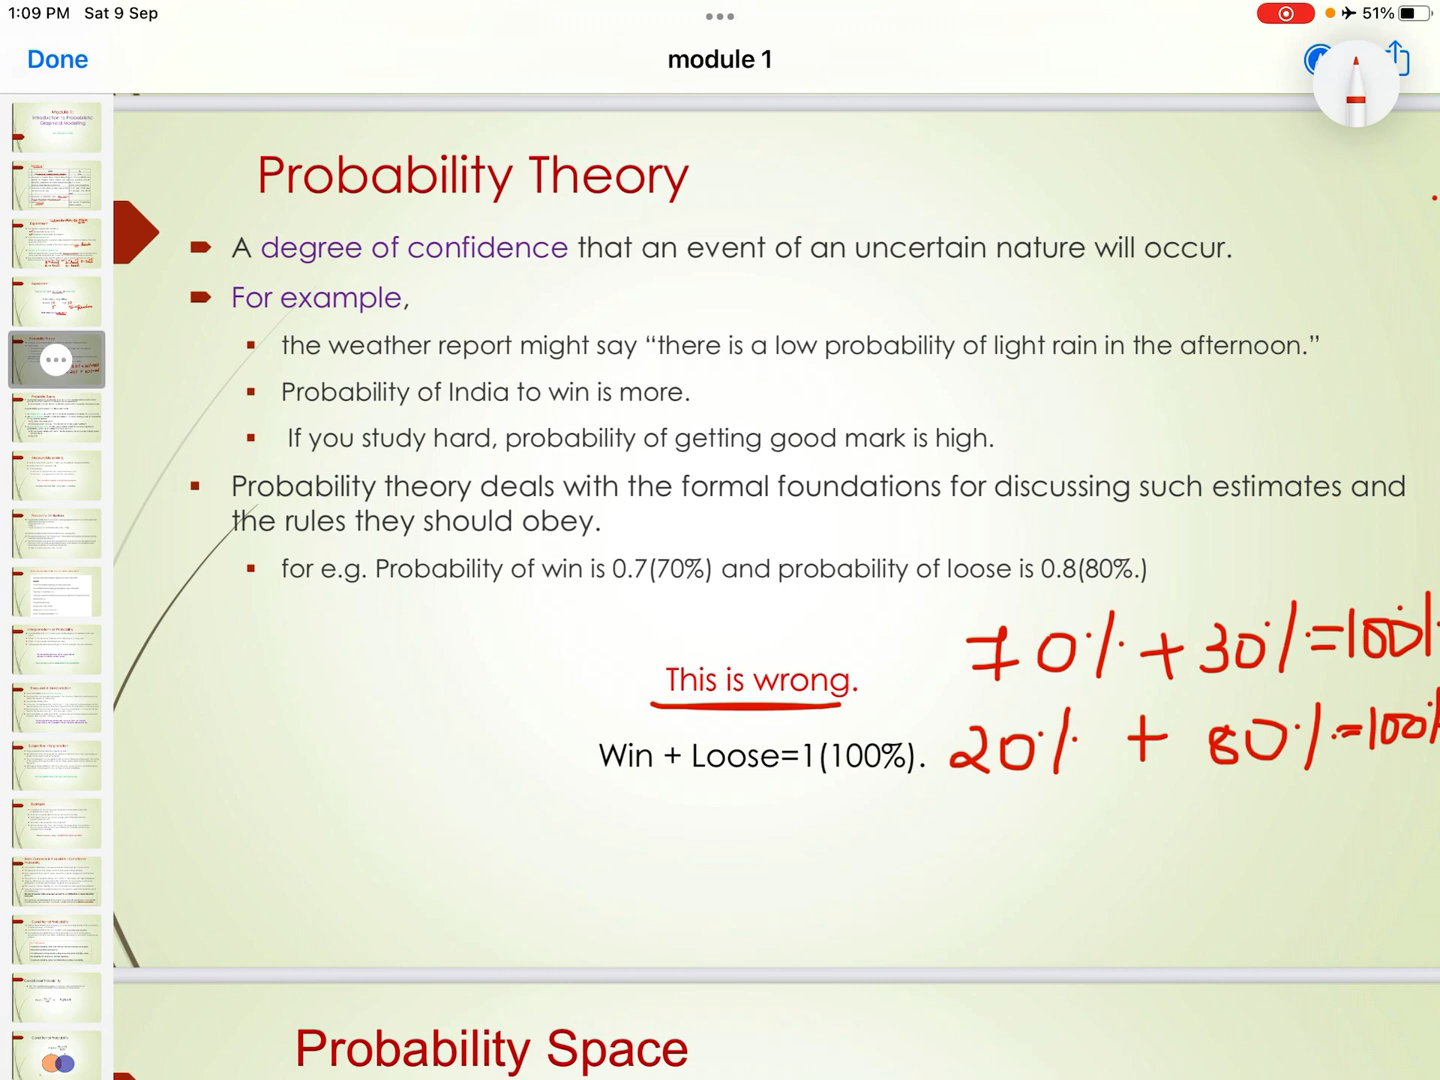 1:09 PM Sat 9 Sep
51%
Done
module 1
Probability Theory
A degree of confidence that an event of an uncertain nature will occur.
For example,
the weather report might say “there is a low probability of light rain in the afternoon.”
Probability of India to win is more.
If you study hard, probability of getting good mark is high.
Probability theory deals with the formal foundations for discussing such estimates and
the rules they should obey.
for e.g. Probability of win is 0.7(70%) and probability of loose is 0.8(80%.)
70% + 30% = 100%
This is wrong.
20% + 80% = 100%
Win + Loose=1(100%).
Probability Space